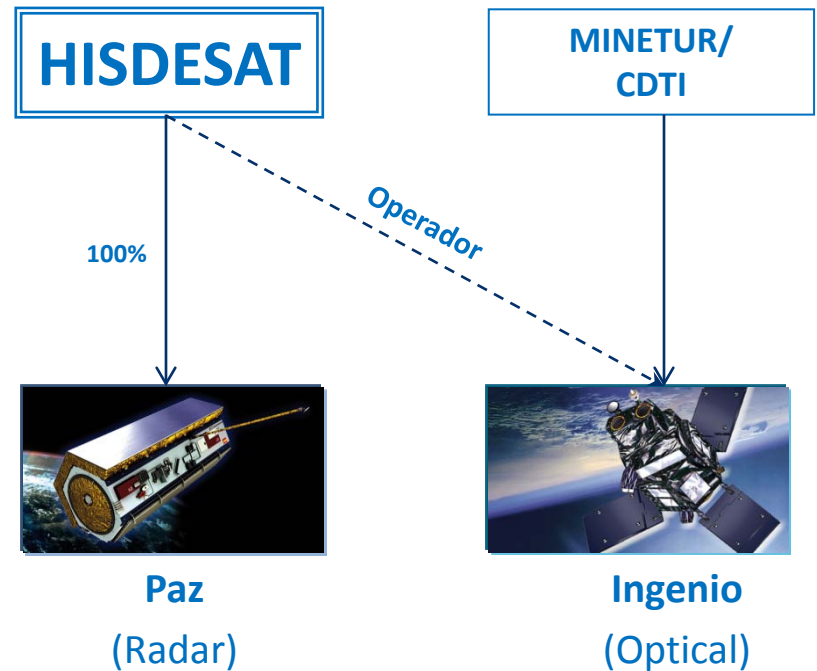 HISDESAT
MINETUR/
CDTI
Operador
100%
Paz
(Radar)
Ingenio
(Optical)